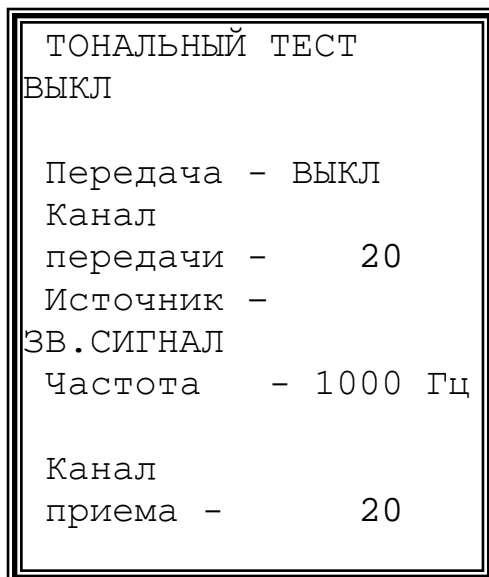 ТОНАЛЬНЫЙ ТЕСТ
ВЫКЛ
Передача - ВЫКЛ
Канал
передачи - 20
Источник –
ЗВ.СИГНАЛ
Частота - 1000 Гц
Канал
приема - 20